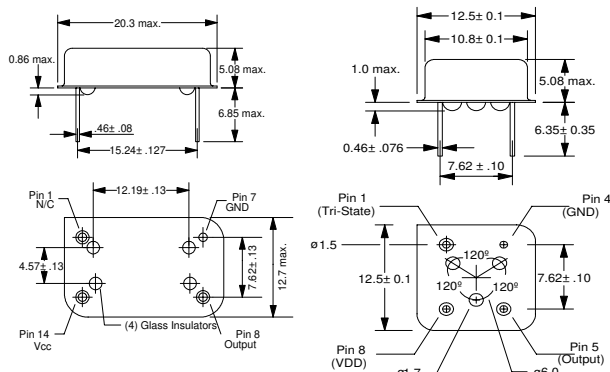 20.3 max.
0.86 max.
5.08 max.
6.85 max.
.46± .08
15.24± .127
12.5± 0.1
10.8± 0.1
1.0 max.
5.08 max.
6.35± 0.35
0.46± .076
7.62 ± .10
Pin 1
N/C
12.19± .13
Pin 7
GND
4.57± .13
7.62± .13
12.7 max.
Pin 14
Vcc
(4) Glass Insulators
Pin 8
Output
Pin 1
(Tri-State)
Pin 4
(GND)
ø1.5
120º
120º
120º
12.5± 0.1
7.62± .10
Pin 8
(VDD)
Pin 5
(Output)
ø1.7
ø6.0